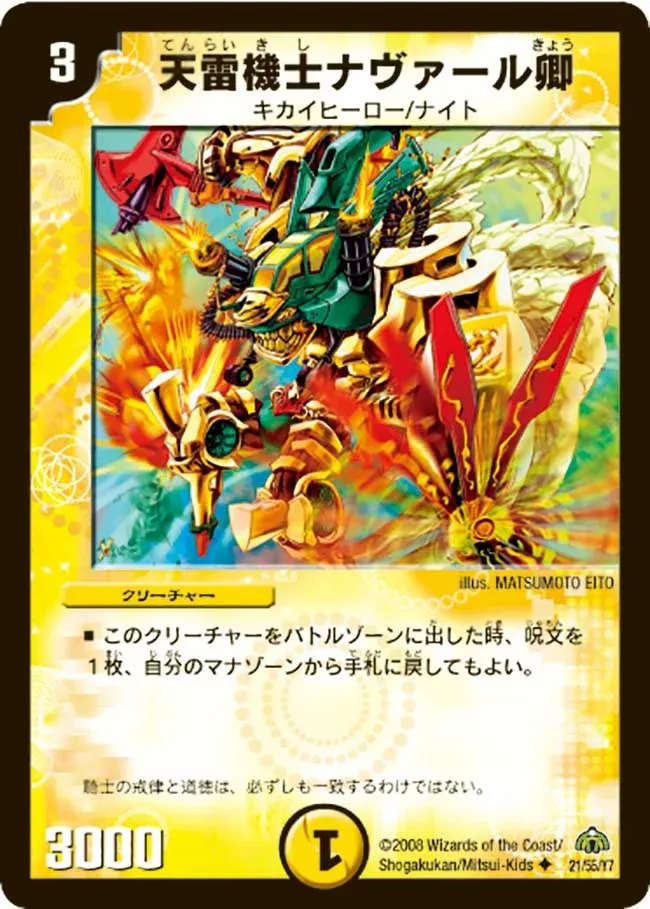 3
てんらいきし きょう
天雷機士ナヴァール卿
キカイヒーロー/ナイト
illus. MATSUMOTO EITO
クリーチャー
■ このクリーチャーをバトルゾーンに出した時、呪文を
1枚、自分のマナゾーンから手札に戻してもよい。
騎士の戒律と道徳は、必ずしも一致するわけではない。
3000
1
©2008 Wizards of the Coast/
Shogakukan/Mitsui-Kids
21/55/Y7